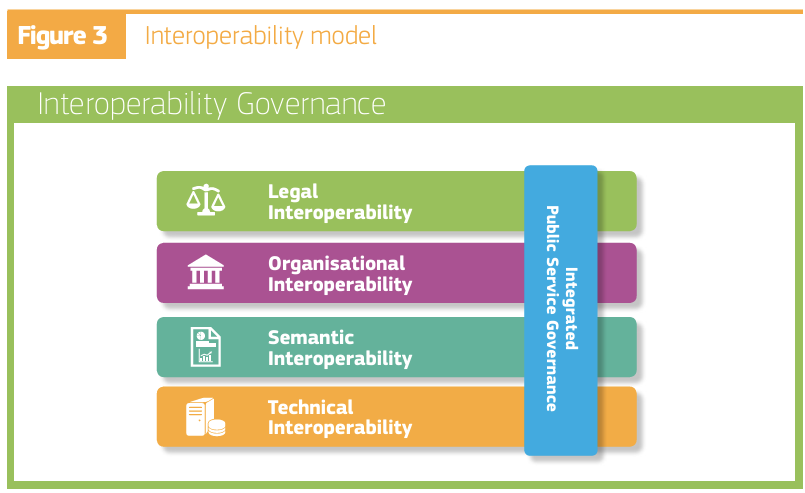 Figure 3
Interoperability model
Interoperability Governance
Legal
Interoperability
Organisational
Interoperability
Semantic
Interoperability
Technical
Interoperability
Integrated
Public Service Governance